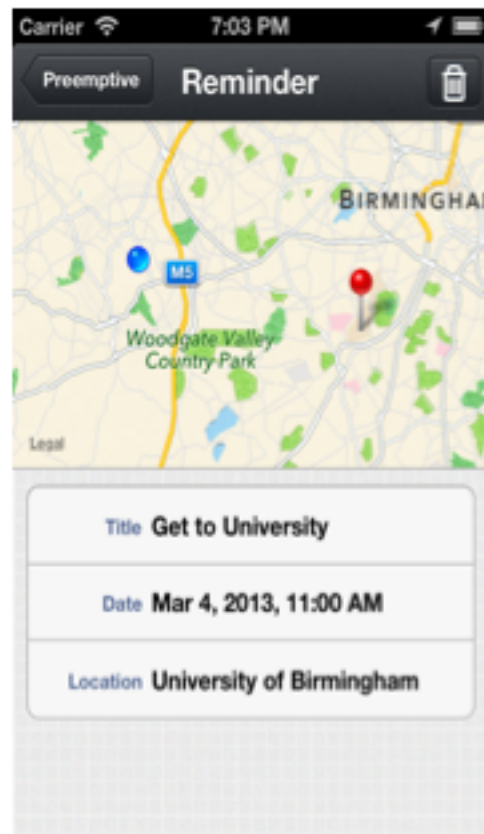 Carrier 7:03 PM
Preemptive Reminder
BIRMINGHA
M5
Woodgate Valley
Country Park
Legal
Title Get to University
Date Mar 4, 2013, 11:00 AM
Location University of Birmingham